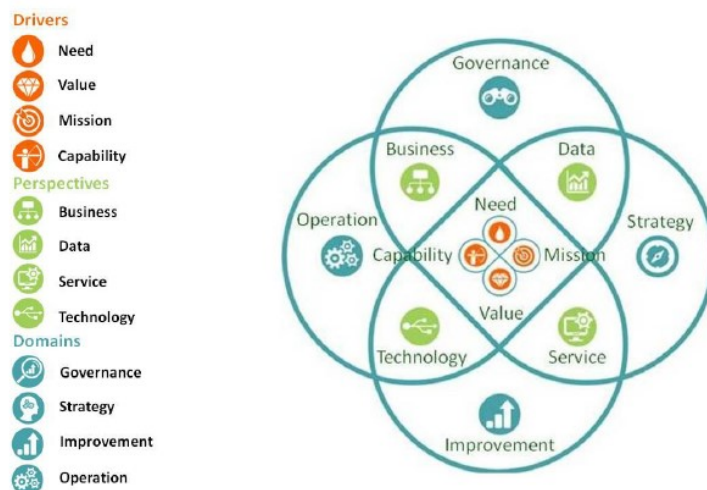 Drivers
Need
Value
Mission
Capability
Perspectives
Business
Data
Service
Technology
Domains
Governance
Strategy
Improvement
Operation
Governance
Business
Data
Need
Operation
Strategy
Capability
Mission
Value
Technology
Service
Improvement